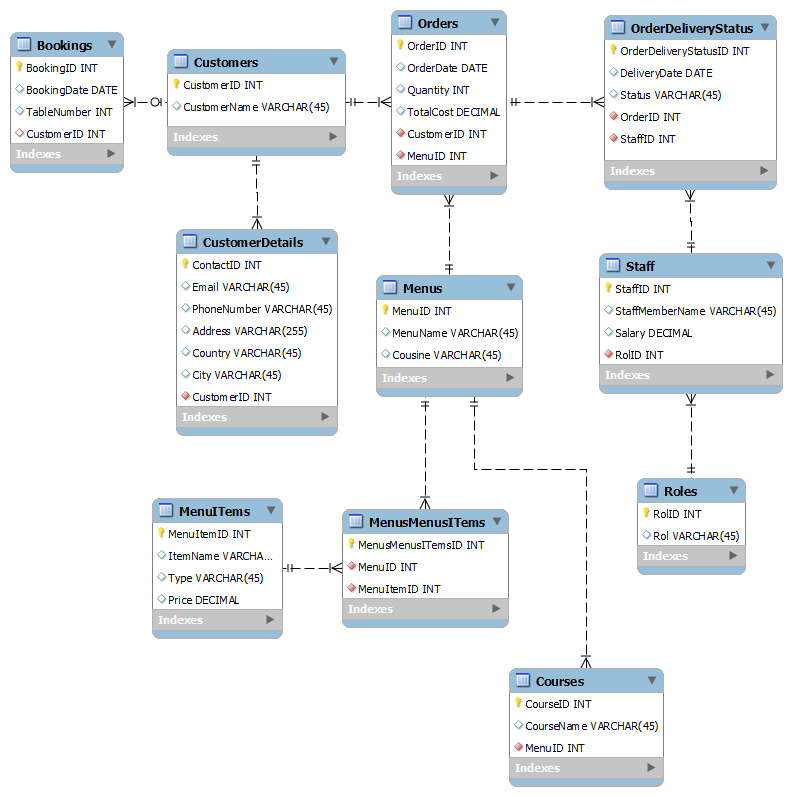 Bookings
BookingID INT
BookingDate DATE
TableNumber INT
CustomerID INT
Indexes
Customers
CustomerID INT
CustomerName VARCHAR(45)
Indexes
Orders
OrderID INT
OrderDate DATE
Quantity INT
TotalCost DECIMAL
CustomerID INT
MenuID INT
Indexes
OrderDeliveryStatus
OrderDeliveryStatusID INT
DeliveryDate DATE
Status VARCHAR(45)
OrderID INT
StaffID INT
Indexes
CustomerDetails
ContactID INT
Email VARCHAR(45)
PhoneNumber VARCHAR(45)
Address VARCHAR(255)
Country VARCHAR(45)
City VARCHAR(45)
CustomerID INT
Indexes
Menus
MenuID INT
MenuName VARCHAR(45)
Cousine VARCHAR(45)
Indexes
Staff
StaffID INT
StaffMemberName VARCHAR(45)
Salary DECIMAL
RolID INT
Indexes
MenuITems
MenuItemID INT
ItemName VARCHA...
Type VARCHAR(45)
Price DECIMAL
Indexes
MenusMenusITems
MenusMenusITemsID INT
MenuID INT
MenuItemID INT
Indexes
Roles
RolID INT
Rol VARCHAR(45)
Indexes
Courses
CourseID INT
CourseName VARCHAR(45)
MenuID INT
Indexes